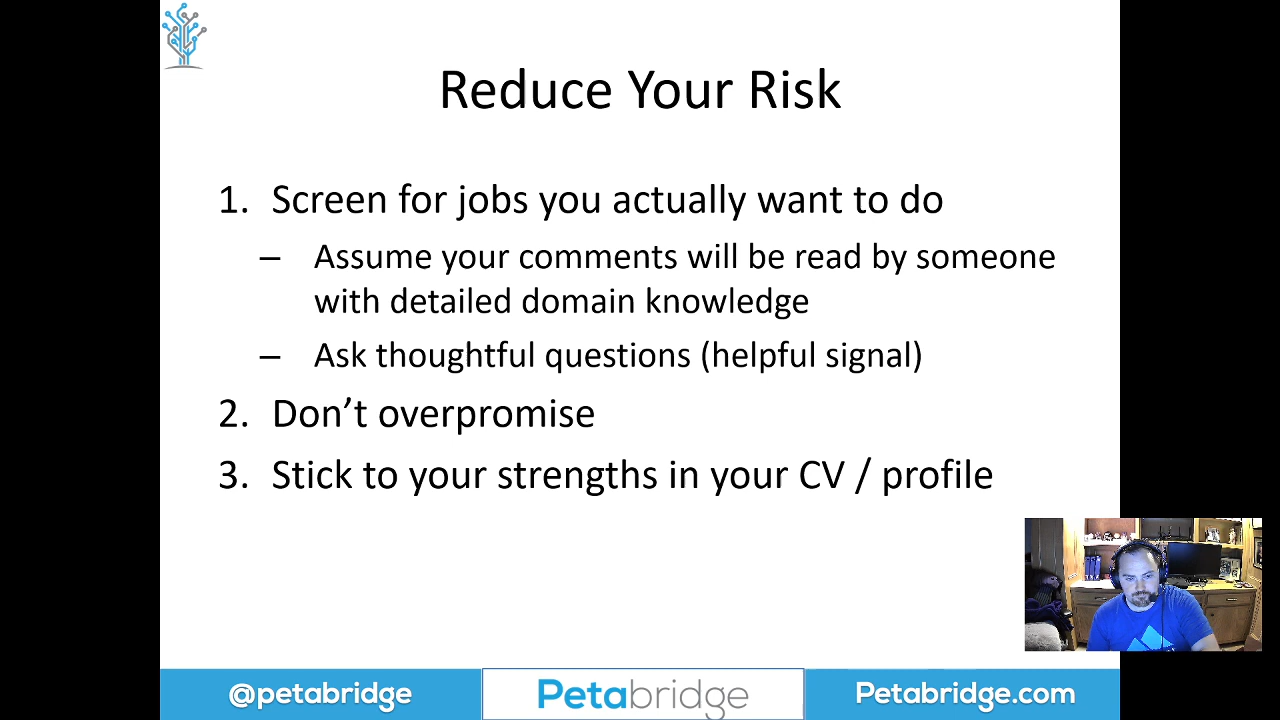 Reduce Your Risk
1. Screen for jobs you actually want to do
– Assume your comments will be read by someone
with detailed domain knowledge
– Ask thoughtful questions (helpful signal)
2. Don’t overpromise
3. Stick to your strengths in your CV / profile
@petabridge
Petabridge
Petabridge.com